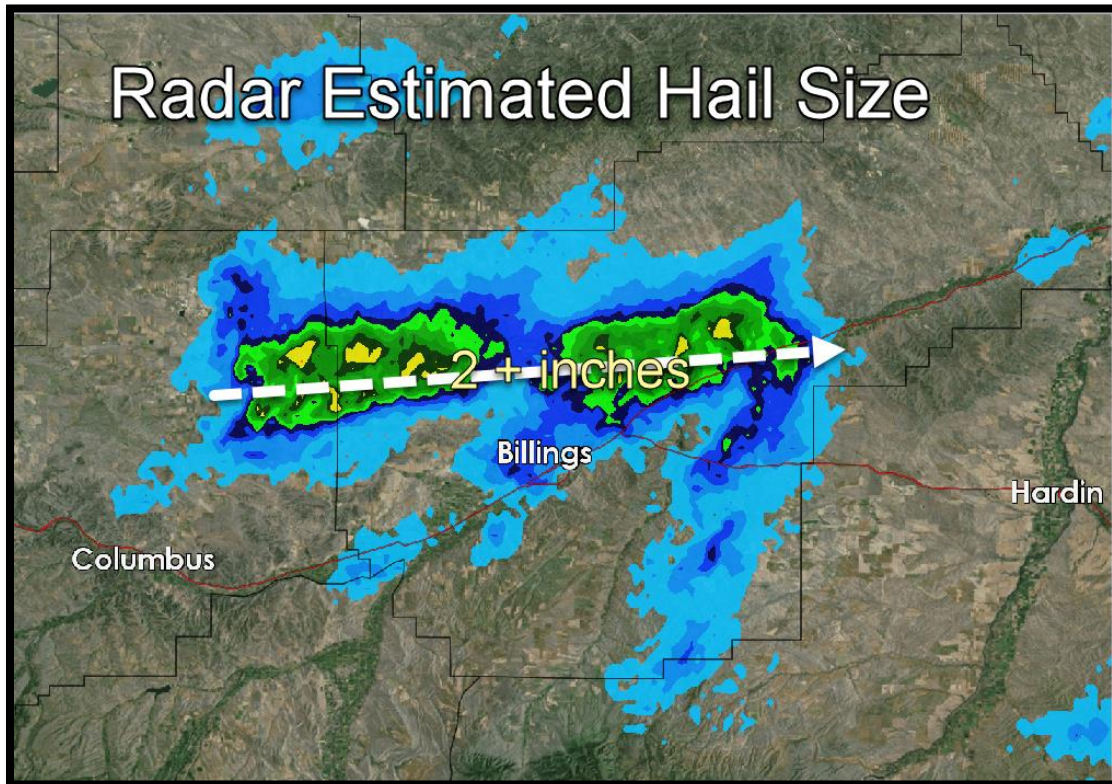 Radar Estimated Hail Size
2 + inches
Billings
Hardin
Columbus